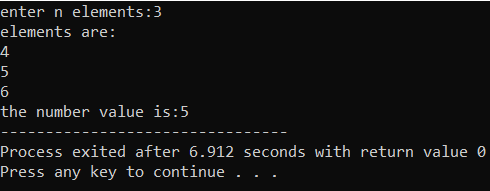 enter n elements:3
elements are:
4
5
6
the number value is:5
--------------------------------
Process exited after 6.912 seconds with return value 0
Press any key to continue . . .